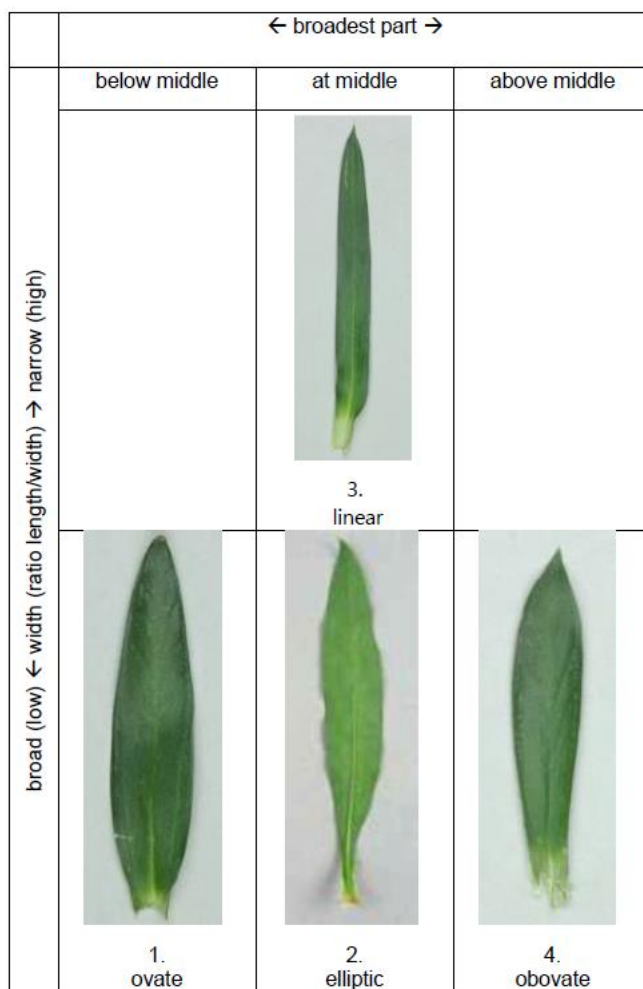 ← broadest part →
below middle
at middle
above middle
broad (low) ← width (ratio length/width) → narrow (high)
3.
linear
1.
ovate
2.
elliptic
4.
obovate